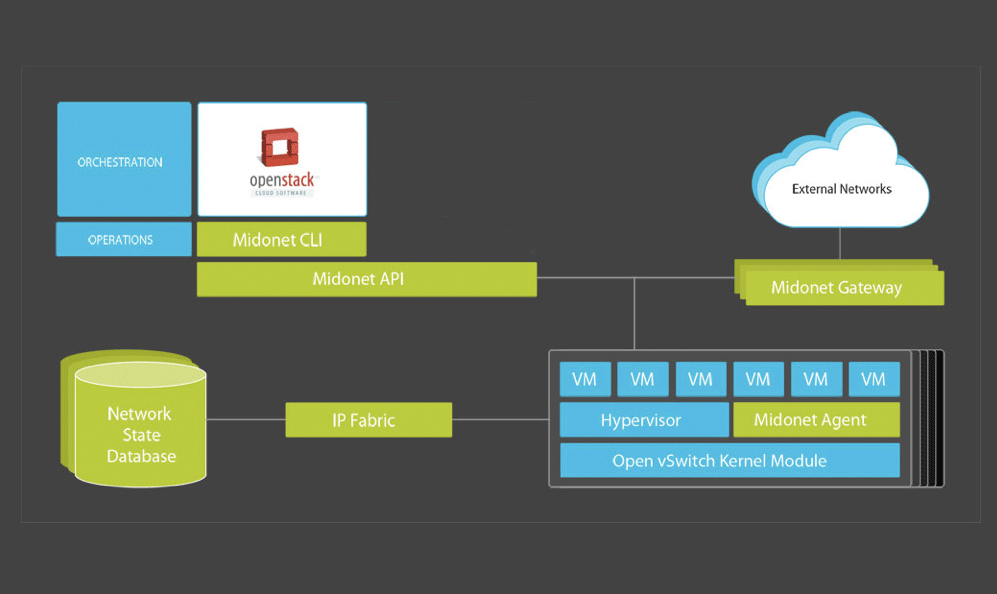 ORCHESTRATION
openstack
CLOUD SOFTWARE
OPERATIONS
Midonet CLI
Midonet API
External Networks
Midonet Gateway
Network
State
Database
IP Fabric
VM VM VM VM VM VM
Hypervisor
Midonet Agent
Open vSwitch Kernel Module